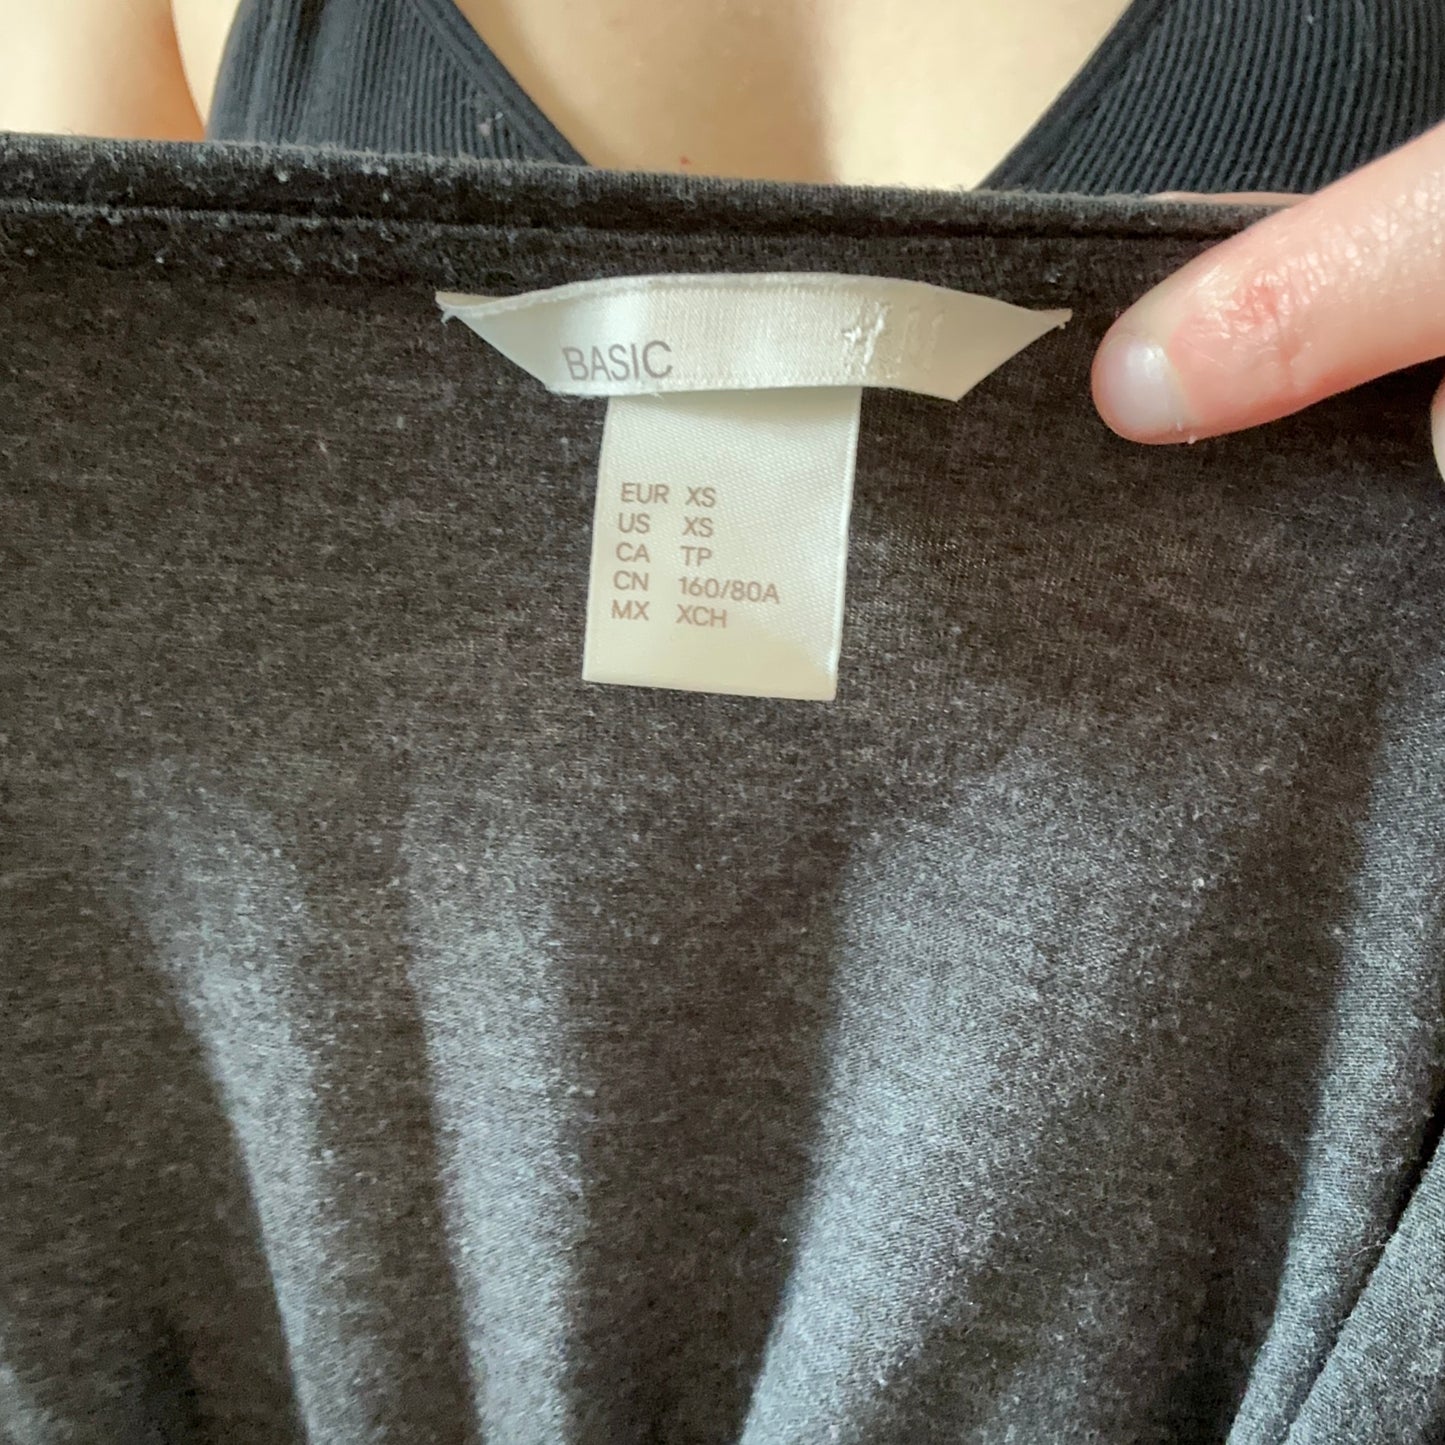 BASIC
EUR XS
US XS
CA TP
CN 160/80A
MX XCH